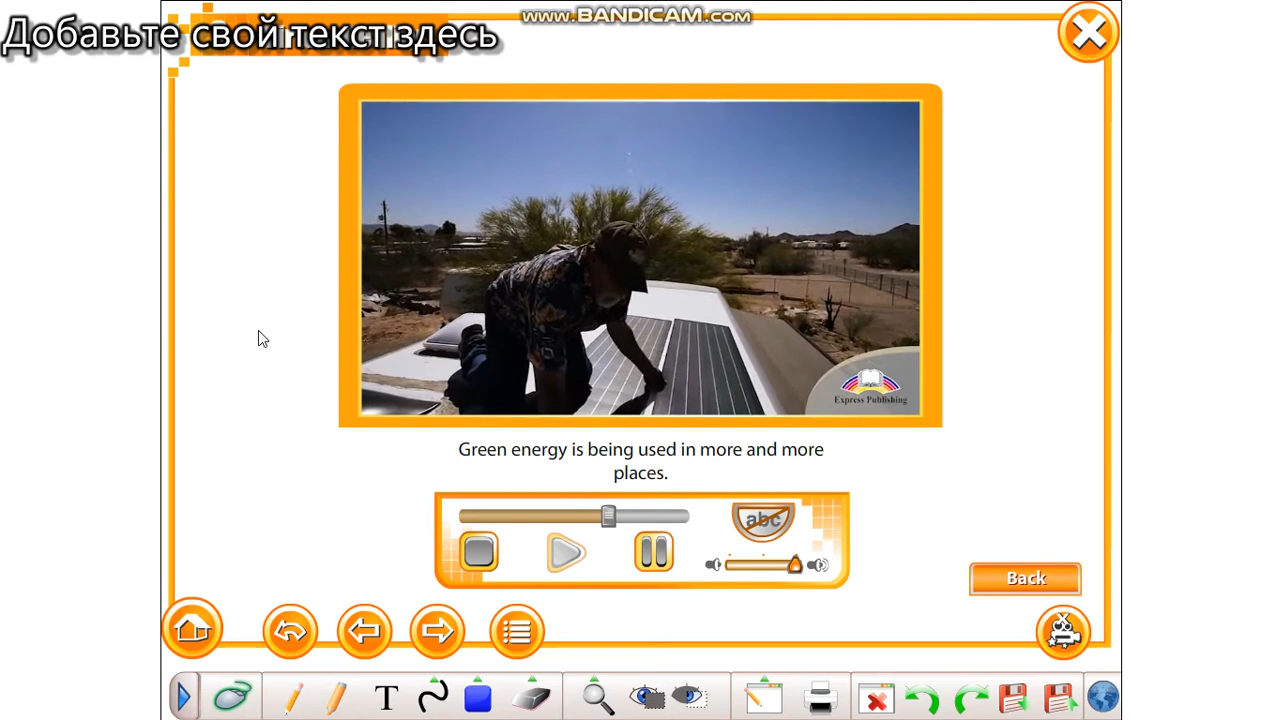 www.BANDICAM.com
Добавьте свой текст здесь
Express Publishing
Green energy is being used in more and more
places.
abc
Back
T